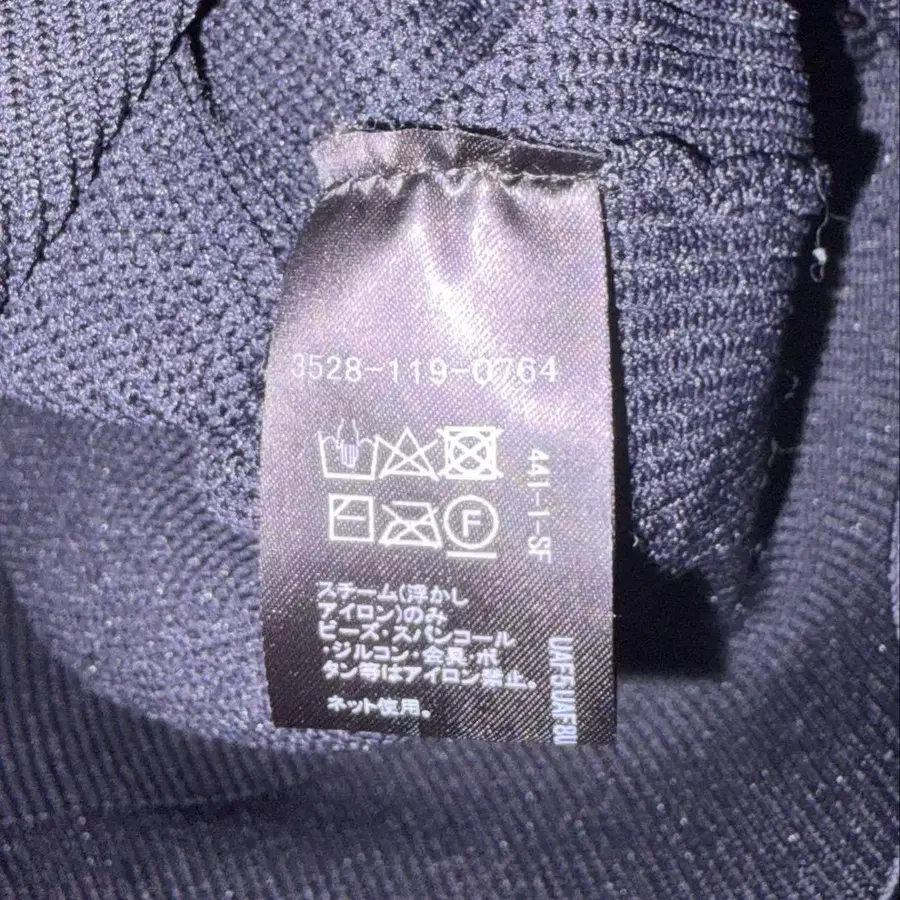 3528-119-0764
441-1-SF
F
スチーム(浮かし
アイロン)のみ
ビーズ・スパンコール
・ジルコン・会具・ボ
タン等はアイロン禁止。
ネット使用。